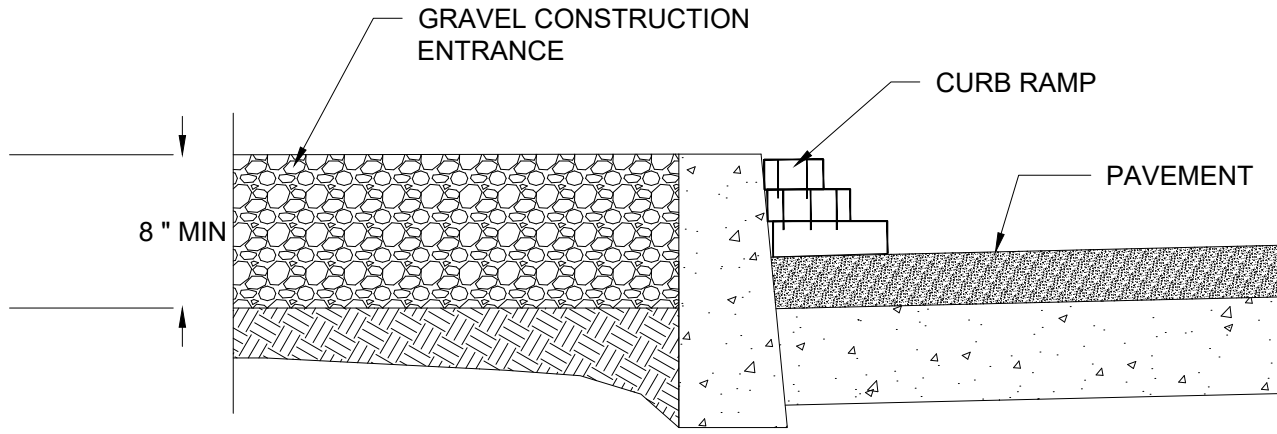 GRAVEL CONSTRUCTION
ENTRANCE
CURB RAMP
PAVEMENT
8 " MIN